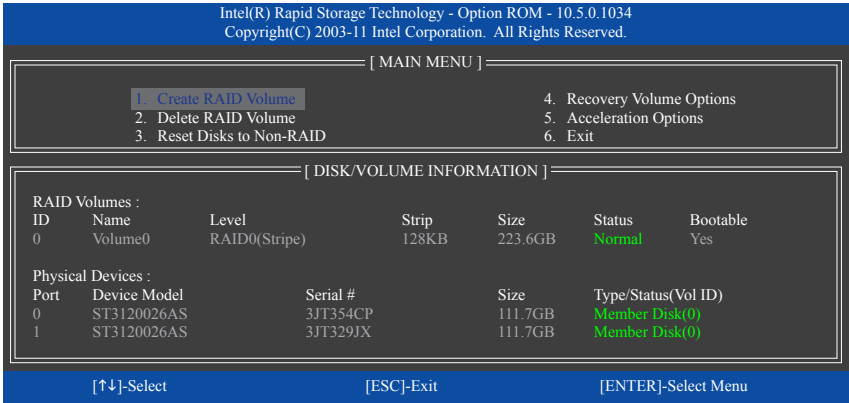 Intel(R) Rapid Storage Technology - Option ROM - 10.5.0.1034
Copyright(C) 2003-11 Intel Corporation.  All Rights Reserved.
[ MAIN MENU ]
1.  Create RAID Volume
2.  Delete RAID Volume
3.  Reset Disks to Non-RAID
4.  Recovery Volume Options
5.  Acceleration Options
6.  Exit
[ DISK/VOLUME INFORMATION ]
RAID Volumes :
ID Name Level Strip Size Status Bootable
0 Volume0 RAID0(Stripe) 128KB 223.6GB Normal Yes
Physical Devices :
Port Device Model Serial # Size Type/Status(Vol ID)
0 ST3120026AS 3JT354CP 111.7GB Member Disk(0)
1 ST3120026AS 3JT329JX 111.7GB Member Disk(0)
[↑↓]-Select [ESC]-Exit [ENTER]-Select Menu